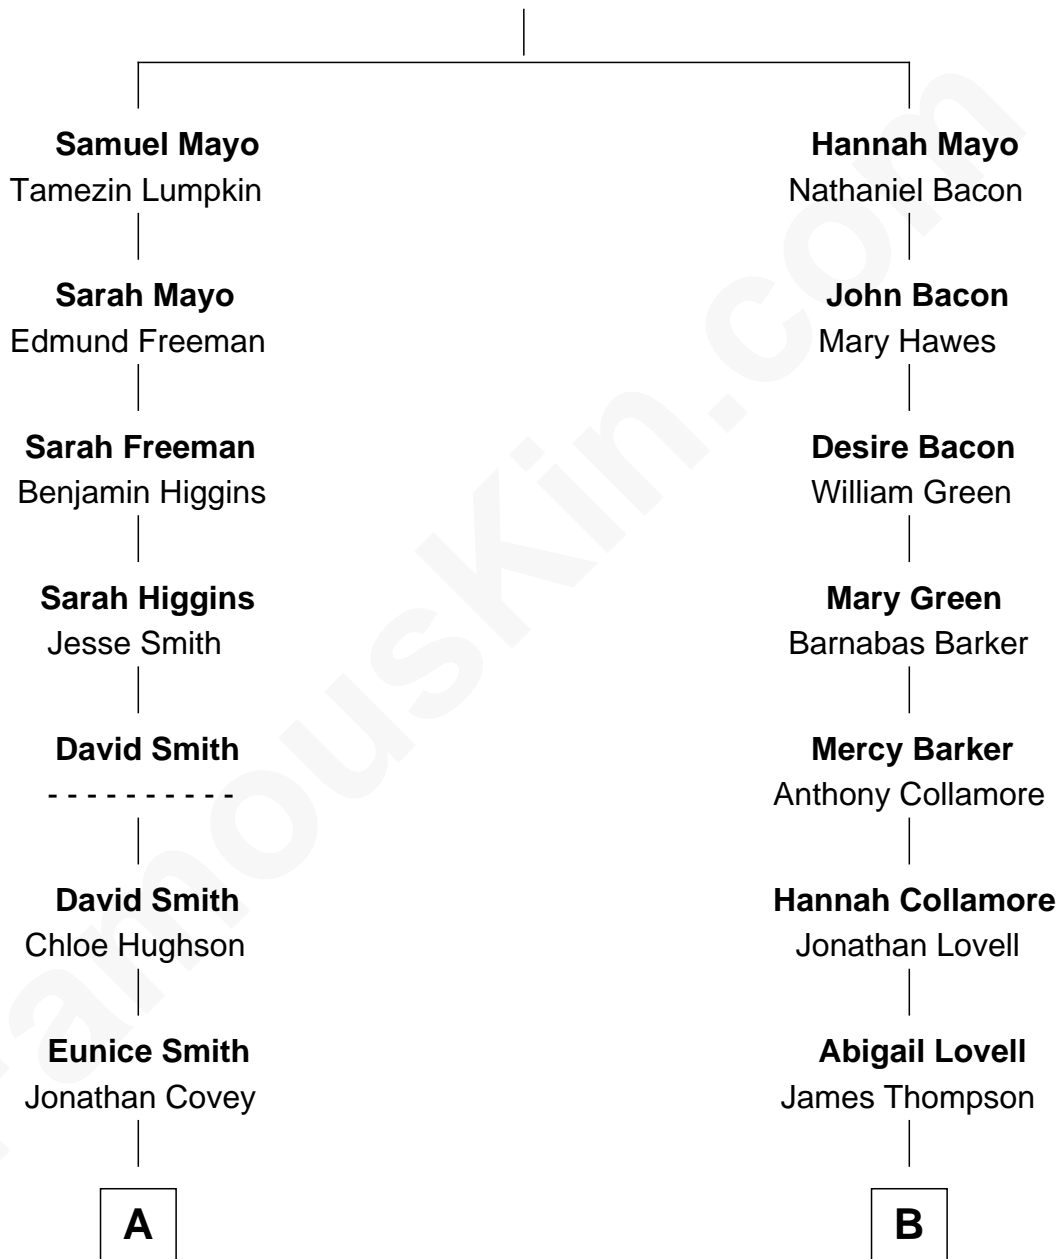 Samuel Mayo
Tamezin Lumpkin
Sarah Mayo
Edmund Freeman
Sarah Freeman
Benjamin Higgins
Sarah Higgins
Jesse Smith
David Smith
- - - - - - - - - -
David Smith
Chloe Hughson
Eunice Smith
Jonathan Covey
A
Hannah Mayo
Nathaniel Bacon
John Bacon
Mary Hawes
Desire Bacon
William Green
Mary Green
Barnabas Barker
Mercy Barker
Anthony Collamore
Hannah Collamore
Jonathan Lovell
Abigail Lovell
James Thompson
B
FamousKin.com